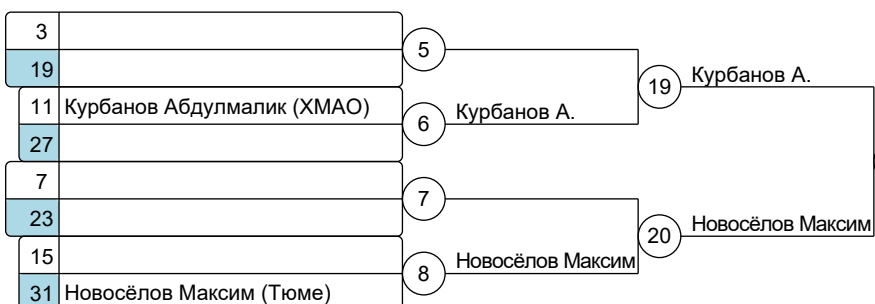 3
5
19
19 Курбанов А.
11 Курбанов Абдулмалик (ХМАО)
6 Курбанов А.
27
7
7
23
20 Новосёлов Максим
15
8 Новосёлов Максим
31 Новосёлов Максим (Тюме)